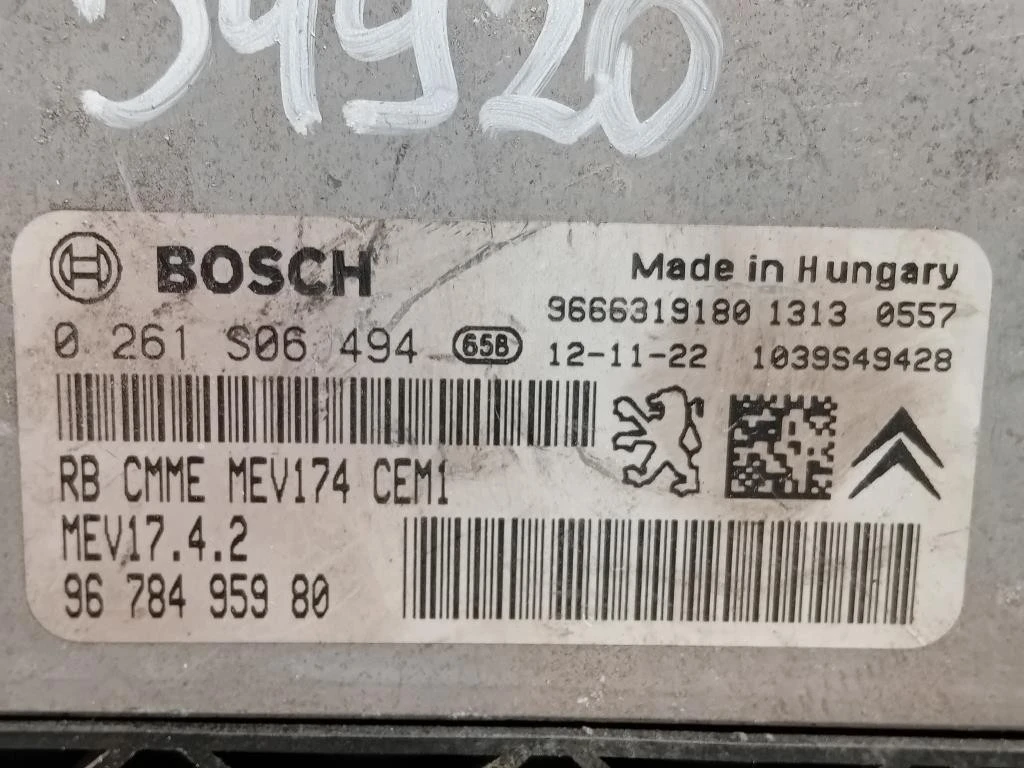 34920
BOSCH
Made in Hungary
9666319180 1313 0557
0 261 S06 494 65B
12-11-22 1039S49428
RB CMME MEV174 CEM1
MEV17.4.2
96 784 959 80